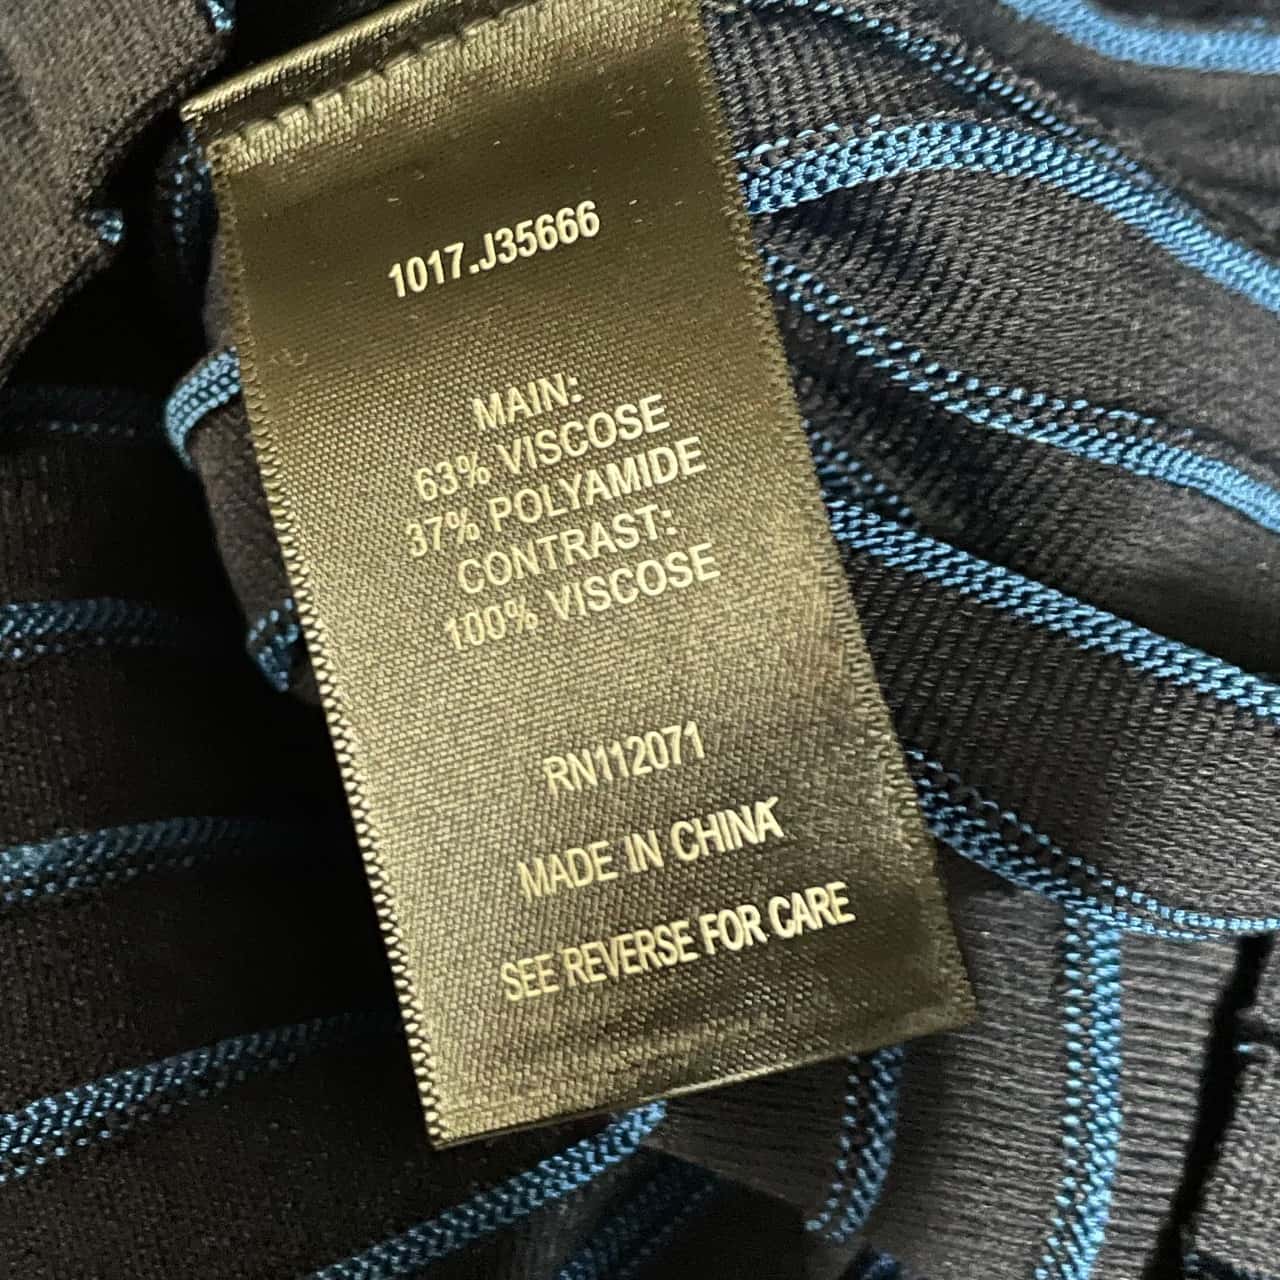 1017.J35666
MAIN:
63% VISCOSE
37% POLYAMIDE
CONTRAST:
100% VISCOSE
RN112071
MADE IN CHINA
SEE REVERSE FOR CARE